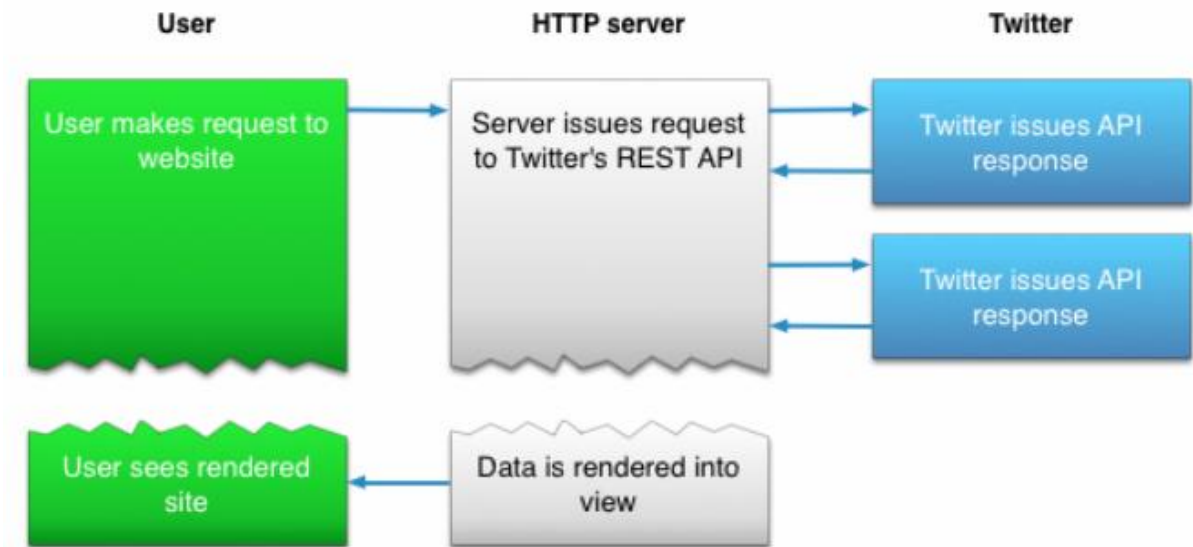 User
HTTP server
Twitter
User makes request to
website
Server issues request
to Twitter's REST API
Twitter issues API
response
Twitter issues API
response
User sees rendered
site
Data is rendered into
view